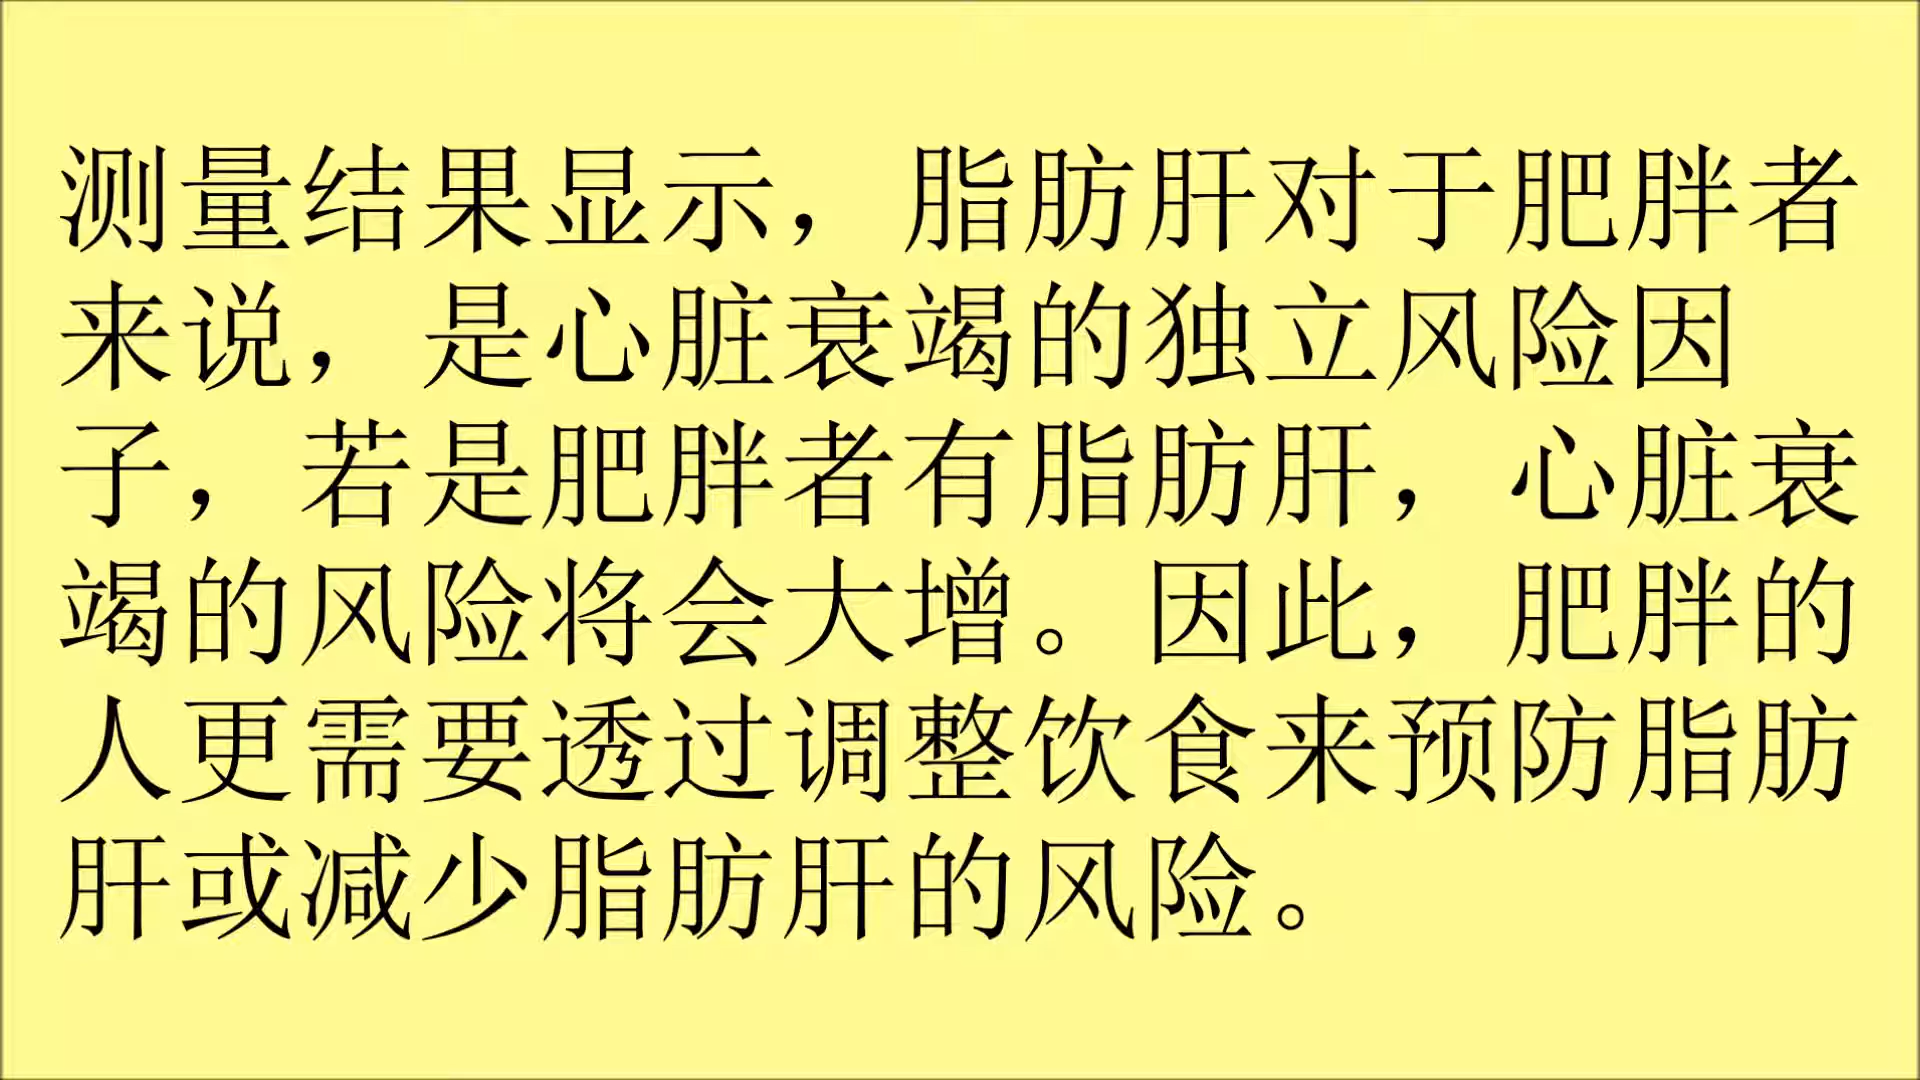 测量结果显示，脂肪肝对于肥胖者
来说，是心脏衰竭的独立风险因
子，若是肥胖者有脂肪肝，心脏衰
竭的风险将会大增。因此，肥胖的
人更需要透过调整饮食来预防脂肪
肝或减少脂肪肝的风险。